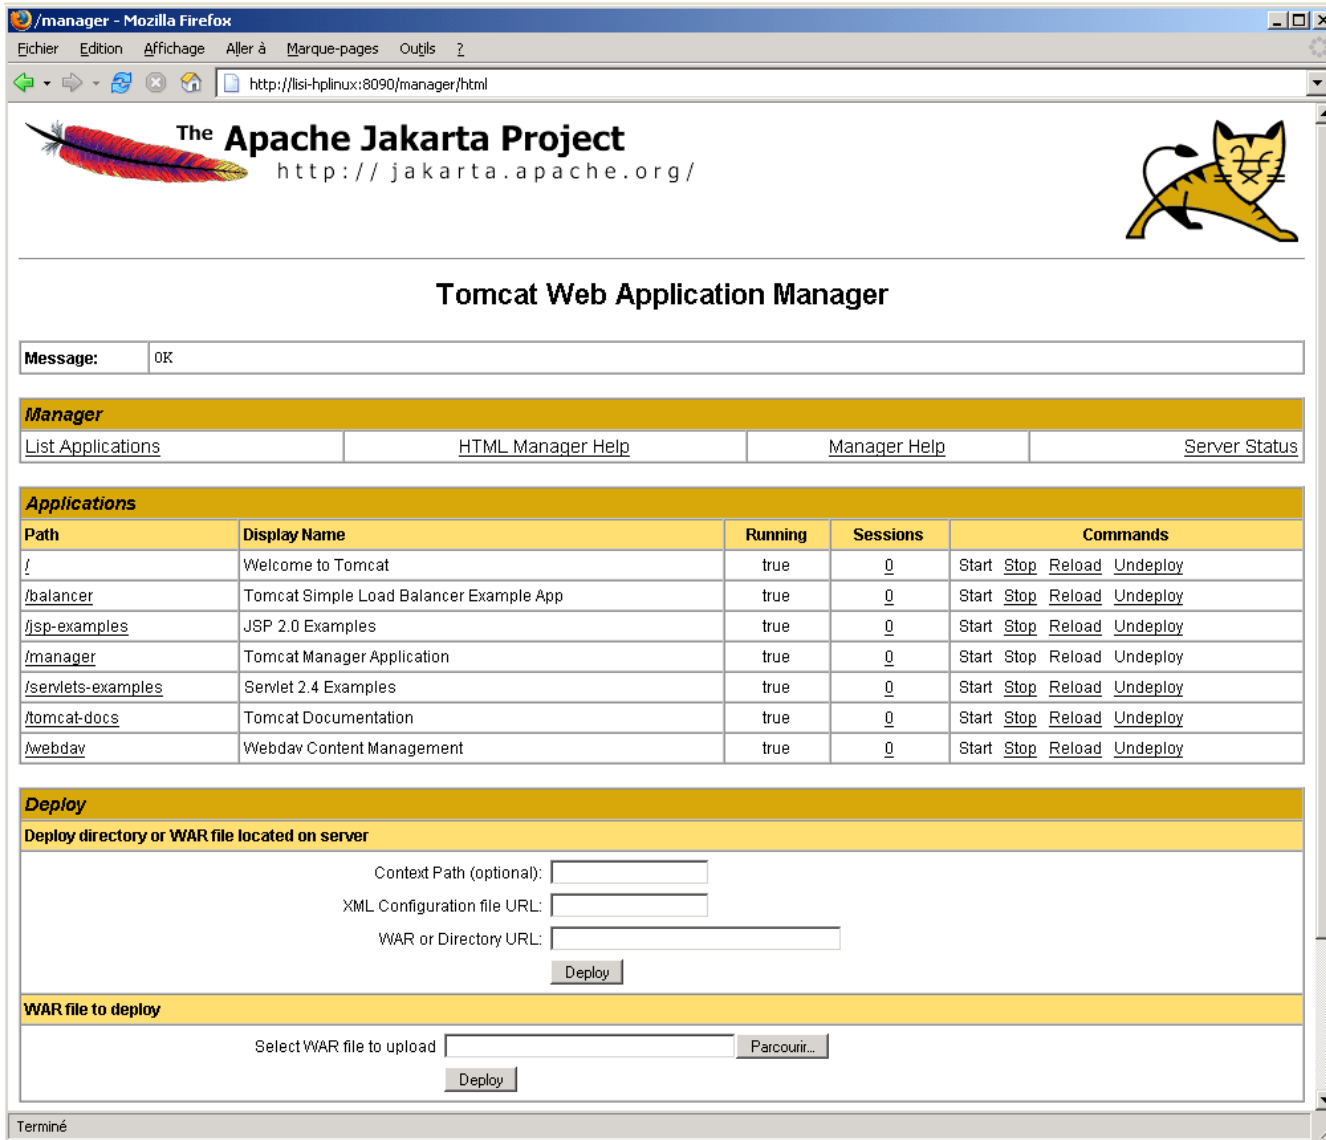 /manager - Mozilla Firefox
Fichier Edition Affichage Aller à Marque-pages Outils ?
http://lisi-hplinux:8090/manager/html
The Apache Jakarta Project
http://jakarta.apache.org/
Tomcat Web Application Manager
Message: OK
Manager
List Applications HTML Manager Help Manager Help Server Status
Applications
Path Display Name Running Sessions Commands
/ Welcome to Tomcat true 0 Start Stop Reload Undeploy
/balancer Tomcat Simple Load Balancer Example App true 0 Start Stop Reload Undeploy
/jsp-examples JSP 2.0 Examples true 0 Start Stop Reload Undeploy
/manager Tomcat Manager Application true 0 Start Stop Reload Undeploy
/servlets-examples Servlet 2.4 Examples true 0 Start Stop Reload Undeploy
/tomcat-docs Tomcat Documentation true 0 Start Stop Reload Undeploy
/webdav Webdav Content Management true 0 Start Stop Reload Undeploy
Deploy
Deploy directory or WAR file located on server
Context Path (optional):
XML Configuration file URL:
WAR or Directory URL:
Deploy
WAR file to deploy
Select WAR file to upload Parcourir...
Deploy
Terminé